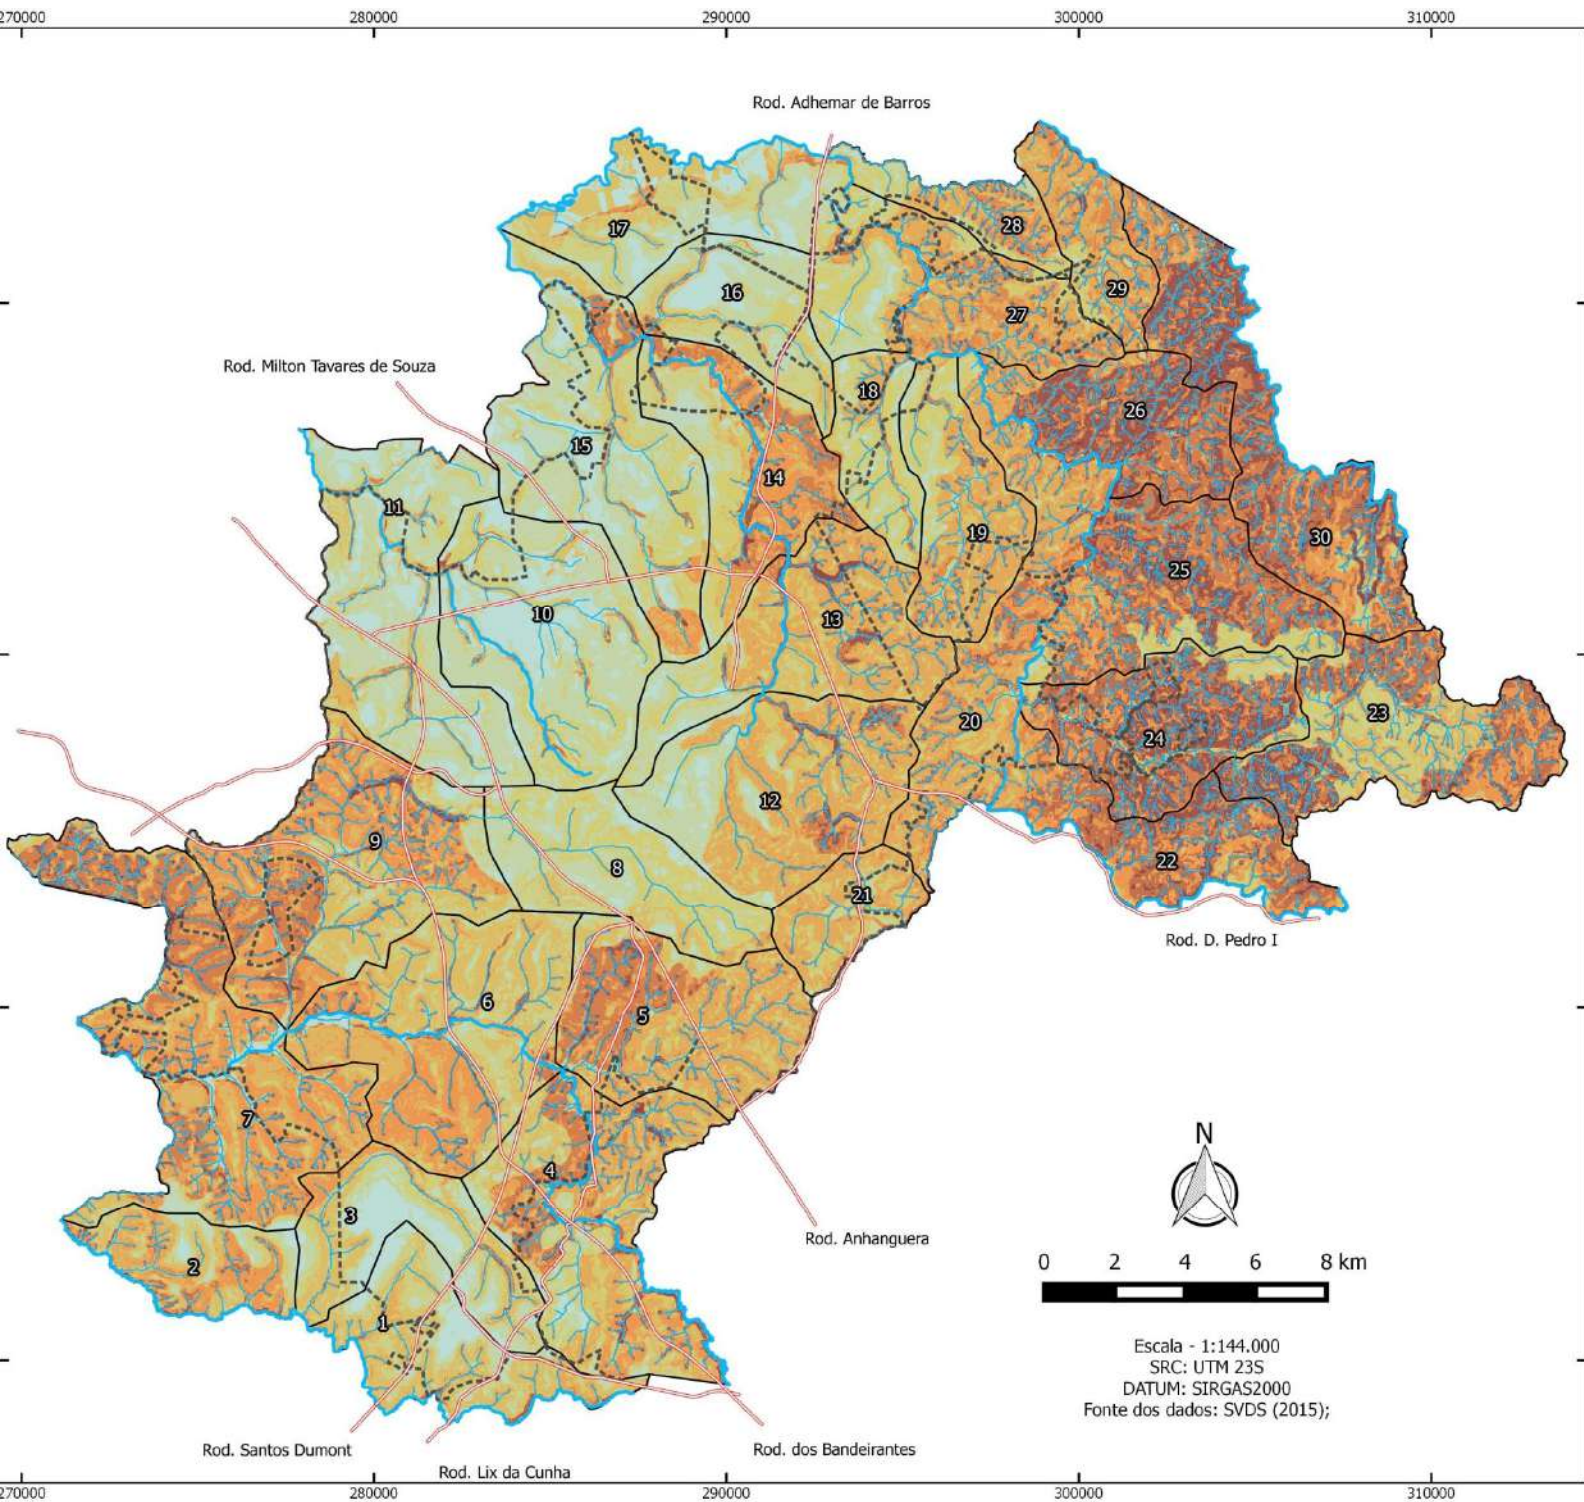 270000 280000 290000 300000 310000
Rod. Adhemar de Barros
17
28
16
29
27
Rod. Milton Tavares de Souza
18
26
15
14
11
19
30
25
10
13
23
20
24
12
9
22
8
21
Rod. D. Pedro I
6
5
7
N
4
3
Rod. Anhanguera
0 2 4 6 8 km
2
1
Escala - 1:144.000
SRC: UTM 23S
DATUM: SIRGAS2000
Fonte dos dados: SVDS (2015);
Rod. Santos Dumont
Rod. dos Bandeirantes
Rod. Lix da Cunha
270000 280000 290000 300000 310000